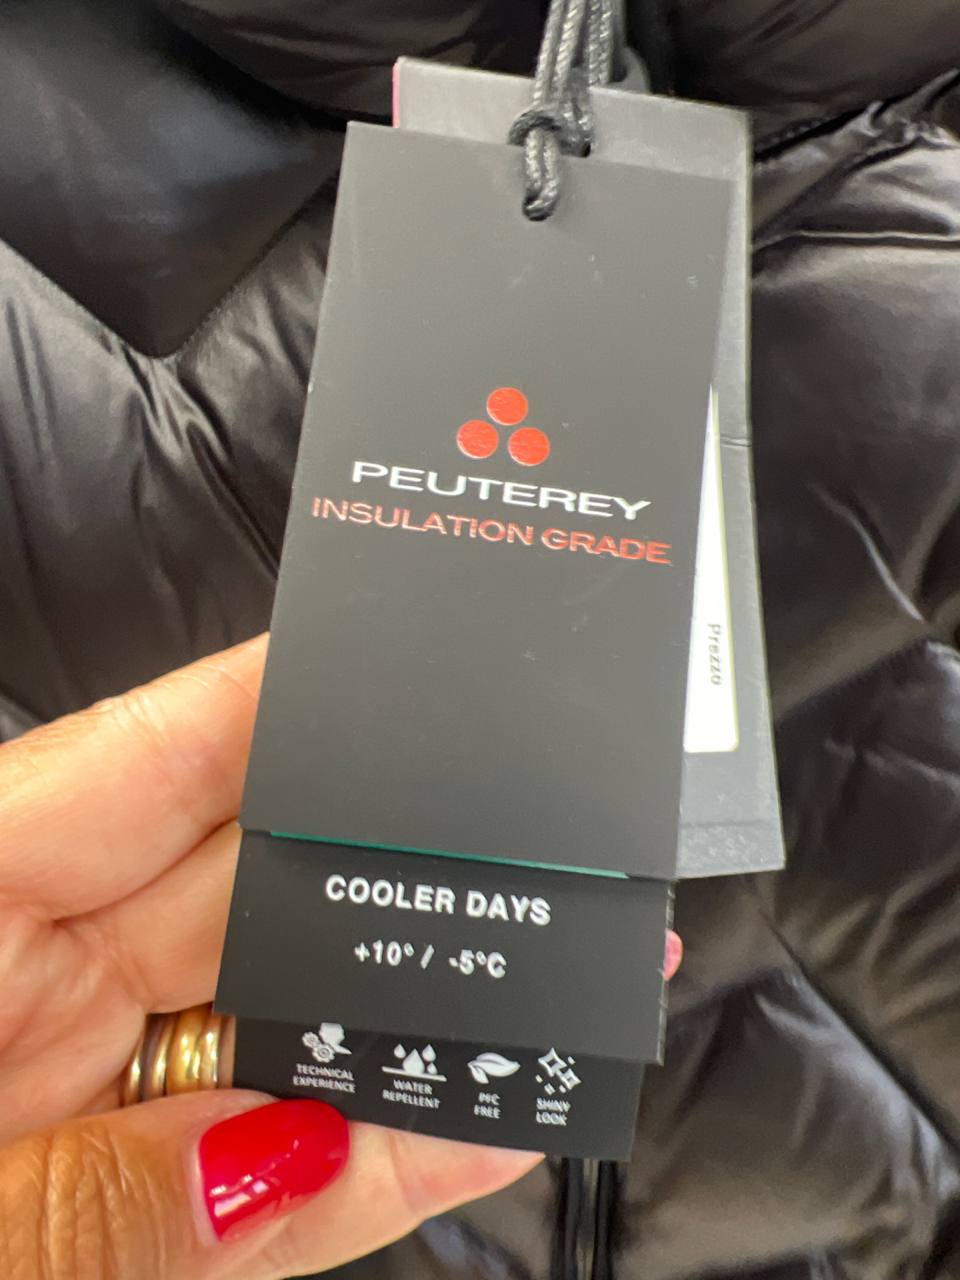 PEUTEREY
INSULATION GRADE
Prezzo
COOLER DAYS
+10° / -5°C
TECHNICAL
EXPERIENCE
WATER
REPELLENT
PFC
FREE
SHINY
LOOK